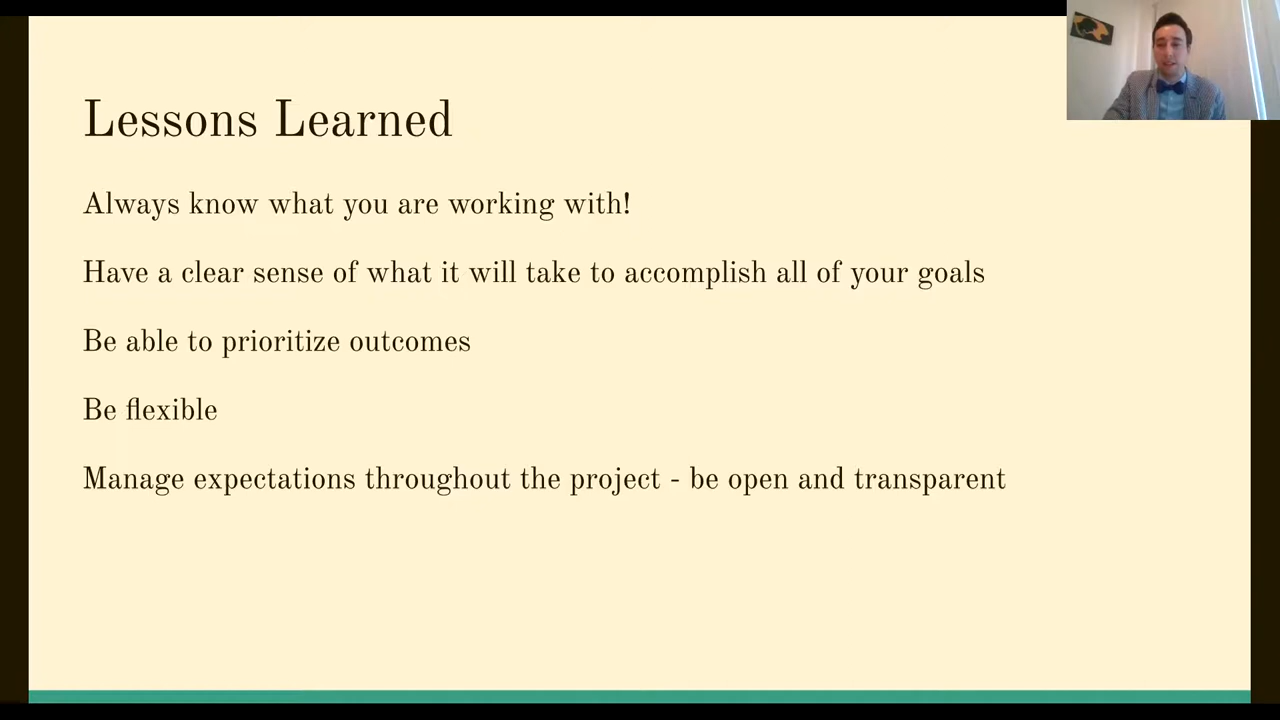 Lessons Learned
Always know what you are working with!
Have a clear sense of what it will take to accomplish all of your goals
Be able to prioritize outcomes
Be flexible
Manage expectations throughout the project - be open and transparent